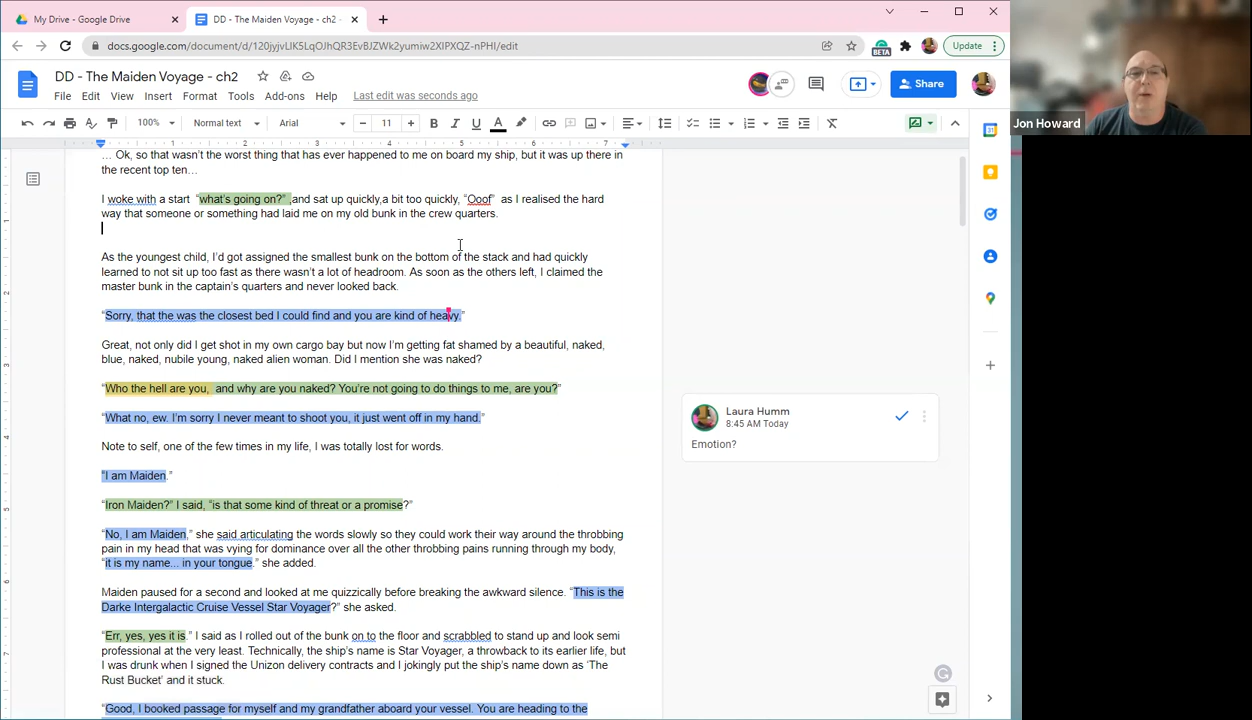 My Drive - Google Drive
DD - The Maiden Voyage - ch2 -
docs.google.com/document/d/120jyjvLIK5LqOJhQR3EvBJZWk2yumiw2XIPXQZ-nPHI/edit
BETA
Update
DD - The Maiden Voyage - ch2
File Edit View Insert Format Tools Add-ons Help Last edit was seconds ago
Share
100% Normal text Arial 11
1 2 3 4 5 6 7
… Ok, so that wasn't the worst thing that has ever happened to me on board my ship, but it was up there in
the recent top ten…
I woke with a start “what's going on?” ,and sat up quickly,a bit too quickly, “Ooof” as I realised the hard
way that someone or something had laid me on my old bunk in the crew quarters.
As the youngest child, I'd got assigned the smallest bunk on the bottom of the stack and had quickly
learned to not sit up too fast as there wasn't a lot of headroom. As soon as the others left, I claimed the
master bunk in the captain's quarters and never looked back.
“Sorry, that the was the closest bed I could find and you are kind of heavy.”
Great, not only did I get shot in my own cargo bay but now I'm getting fat shamed by a beautiful, naked,
blue, naked, nubile young, naked alien woman. Did I mention she was naked?
“Who the hell are you, and why are you naked? You're not going to do things to me, are you?”
“What no, ew. I'm sorry I never meant to shoot you, it just went off in my hand.”
Note to self, one of the few times in my life, I was totally lost for words.
“I am Maiden.”
“Iron Maiden?” I said, “is that some kind of threat or a promise?”
“No, I am Maiden,” she said articulating the words slowly so they could work their way around the throbbing
pain in my head that was vying for dominance over all the other throbbing pains running through my body,
“it is my name... in your tongue.” she added.
Maiden paused for a second and looked at me quizzically before breaking the awkward silence. “This is the
Darke Intergalactic Cruise Vessel Star Voyager?” she asked.
“Err, yes, yes it is.” I said as I rolled out of the bunk on to the floor and scrabbled to stand up and look semi
professional at the very least. Technically, the ship's name is Star Voyager, a throwback to its earlier life, but
I was drunk when I signed the Unizon delivery contracts and I jokingly put the ship's name down as ‘The
Rust Bucket’ and it stuck.
“Good, I booked passage for myself and my grandfather aboard your vessel. You are heading to the
Laura Humm
8:45 AM Today
Emotion?
Jon Howard